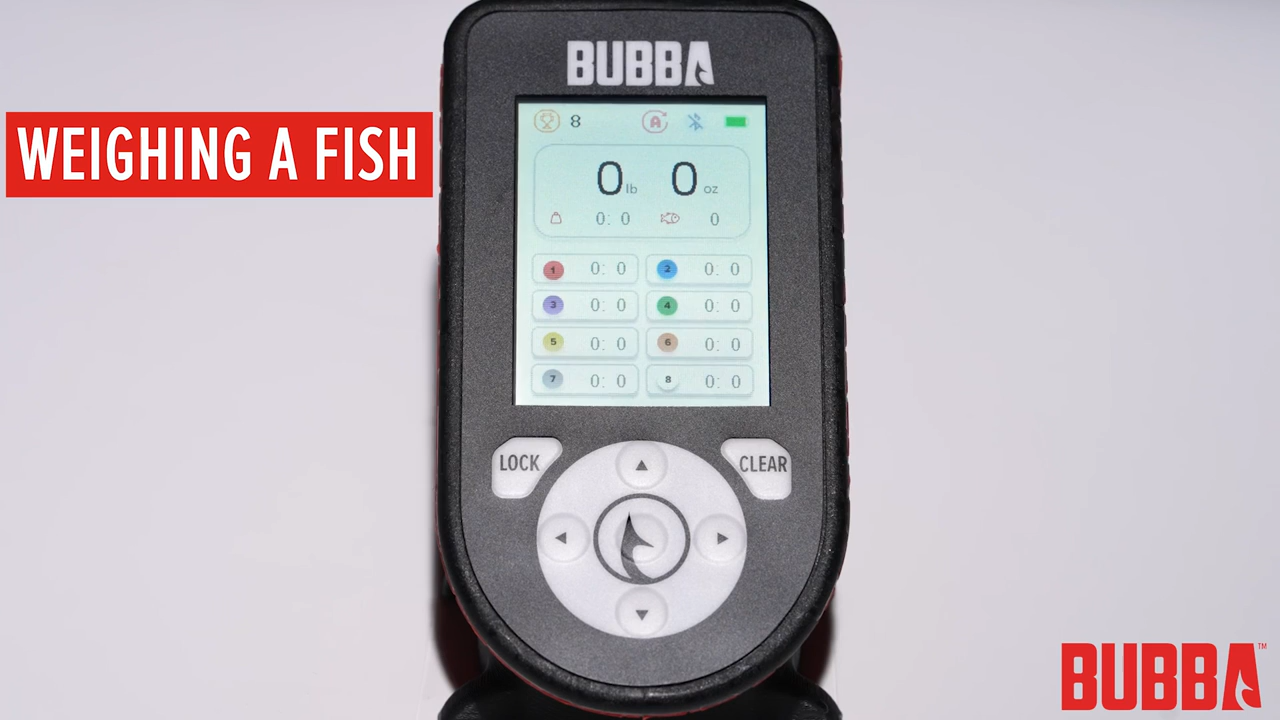 BUBBA
WEIGHING A FISH
8 A
0 lb 0 oz
0: 0 0
1 0: 0 2 0: 0
3 0: 0 4 0: 0
5 0: 0 6 0: 0
7 0: 0 8 0: 0
LOCK CLEAR
BUBBA™